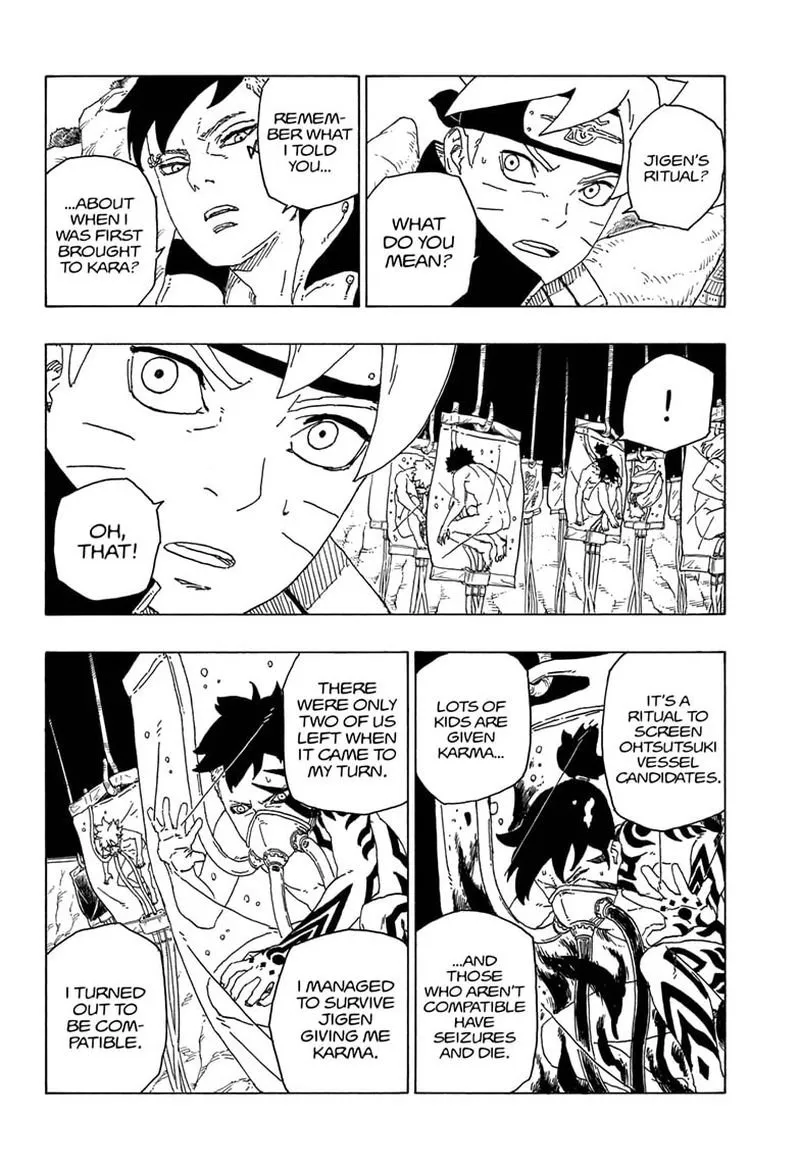 JIGEN'S
RITUAL?
WHAT
DO YOU
MEAN?
REMEM-
BER WHAT
I TOLD
YOU...
...ABOUT
WHEN I
WAS FIRST
BROUGHT
TO KARA?
!
OH,
THAT!
IT'S A
RITUAL TO
SCREEN
OHTSUTSUKI
VESSEL
CANDIDATES.
LOTS OF
KIDS ARE
GIVEN
KARMA...
...AND
THOSE
WHO AREN'T
COMPATIBLE
HAVE
SEIZURES
AND DIE.
THERE
WERE ONLY
TWO OF US
LEFT WHEN
IT CAME TO
MY TURN.
I MANAGED
TO SURVIVE
JIGEN
GIVING ME
KARMA.
I TURNED
OUT TO
BE COM-
PATIBLE.